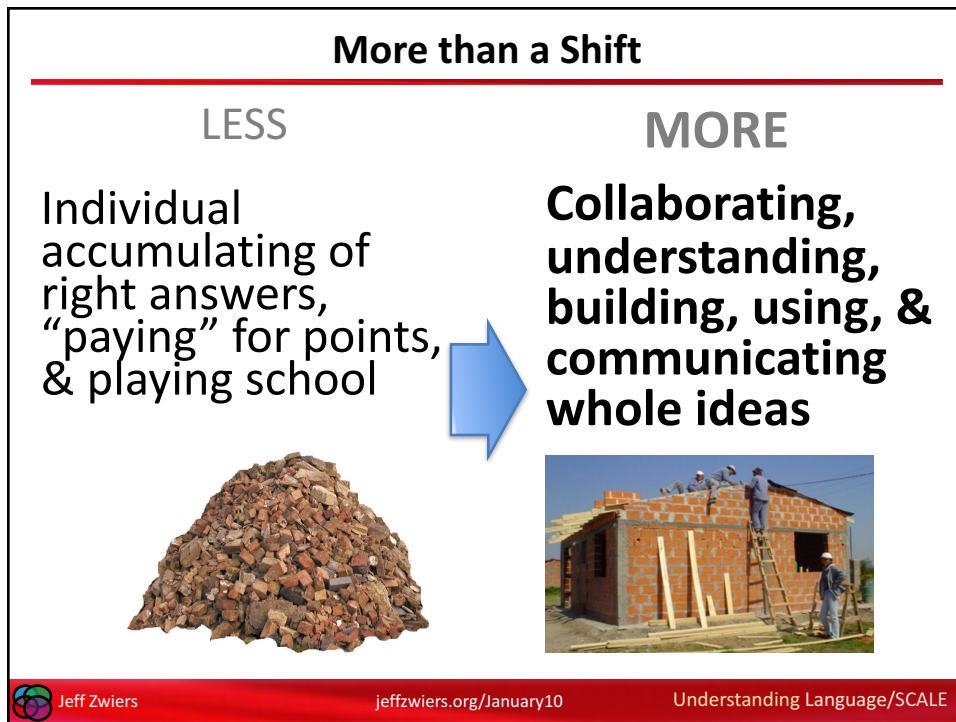 More than a Shift
LESS
Individual
accumulating of
right answers,
“paying” for points,
& playing school
MORE
Collaborating,
understanding,
building, using, &
communicating
whole ideas
Jeff Zwiers
jeffzwiers.org/January10
Understanding Language/SCALE